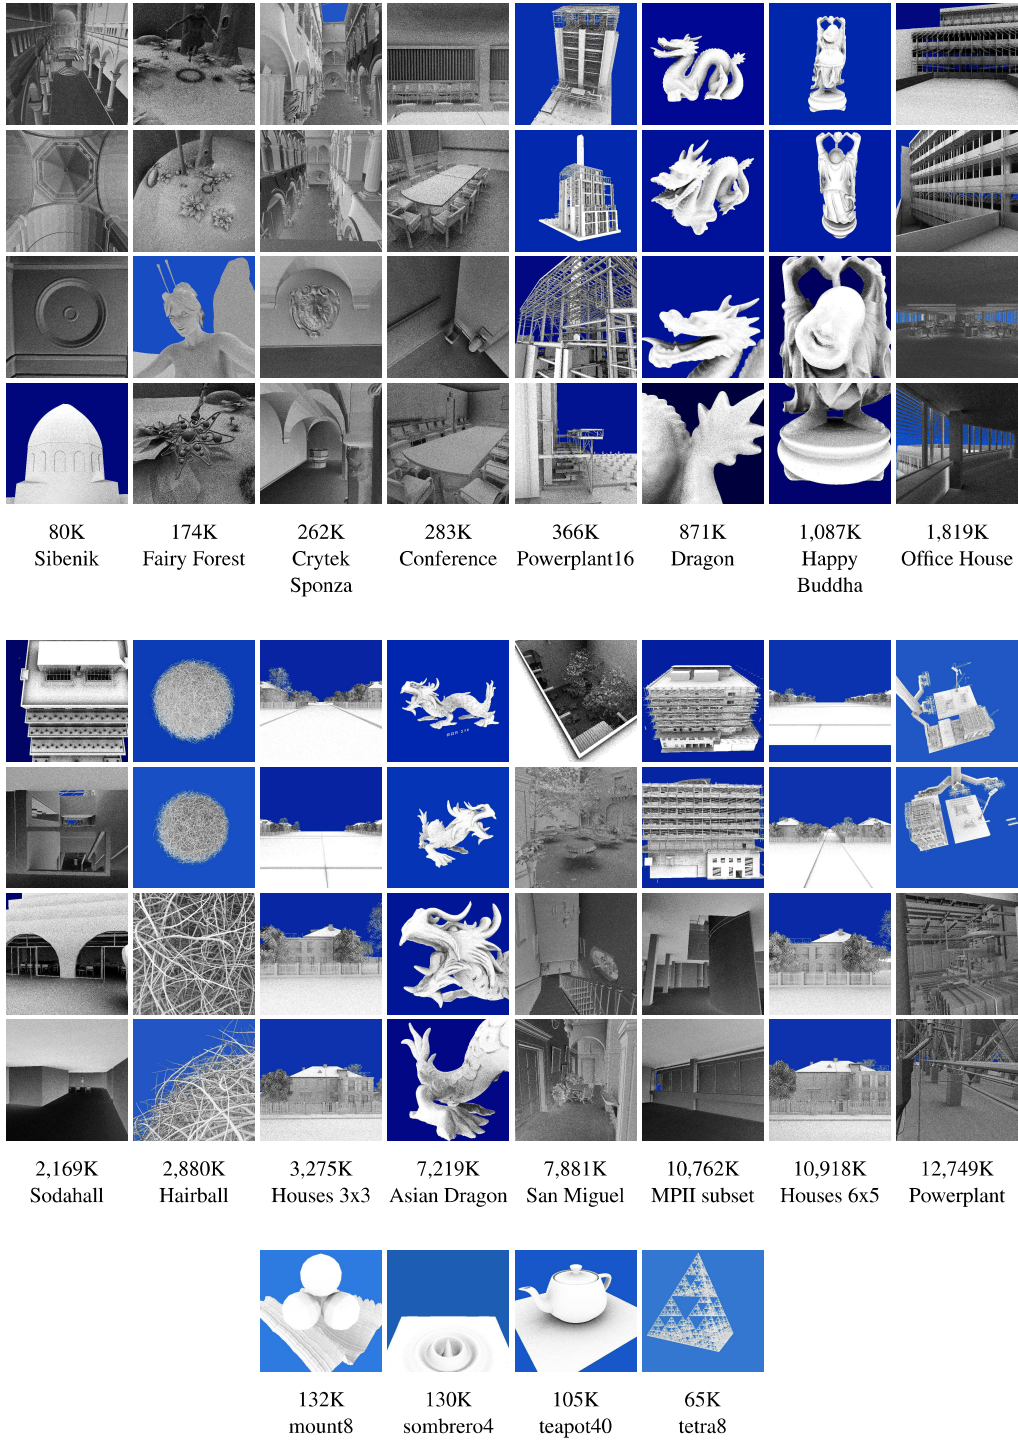 80K 174K 262K 283K 366K 871K 1,087K 1,819K
Sibenik Fairy Forest Crytek Conference Powerplant16 Dragon Happy Office House
Sponza Buddha
2,169K 2,880K 3,275K 7,219K 7,881K 10,762K 10,918K 12,749K
Sodahall Hairball Houses 3x3 Asian Dragon San Miguel MPII subset Houses 6x5 Powerplant
132K 130K 105K 65K
mount8 sombrero4 teapot40 tetra8